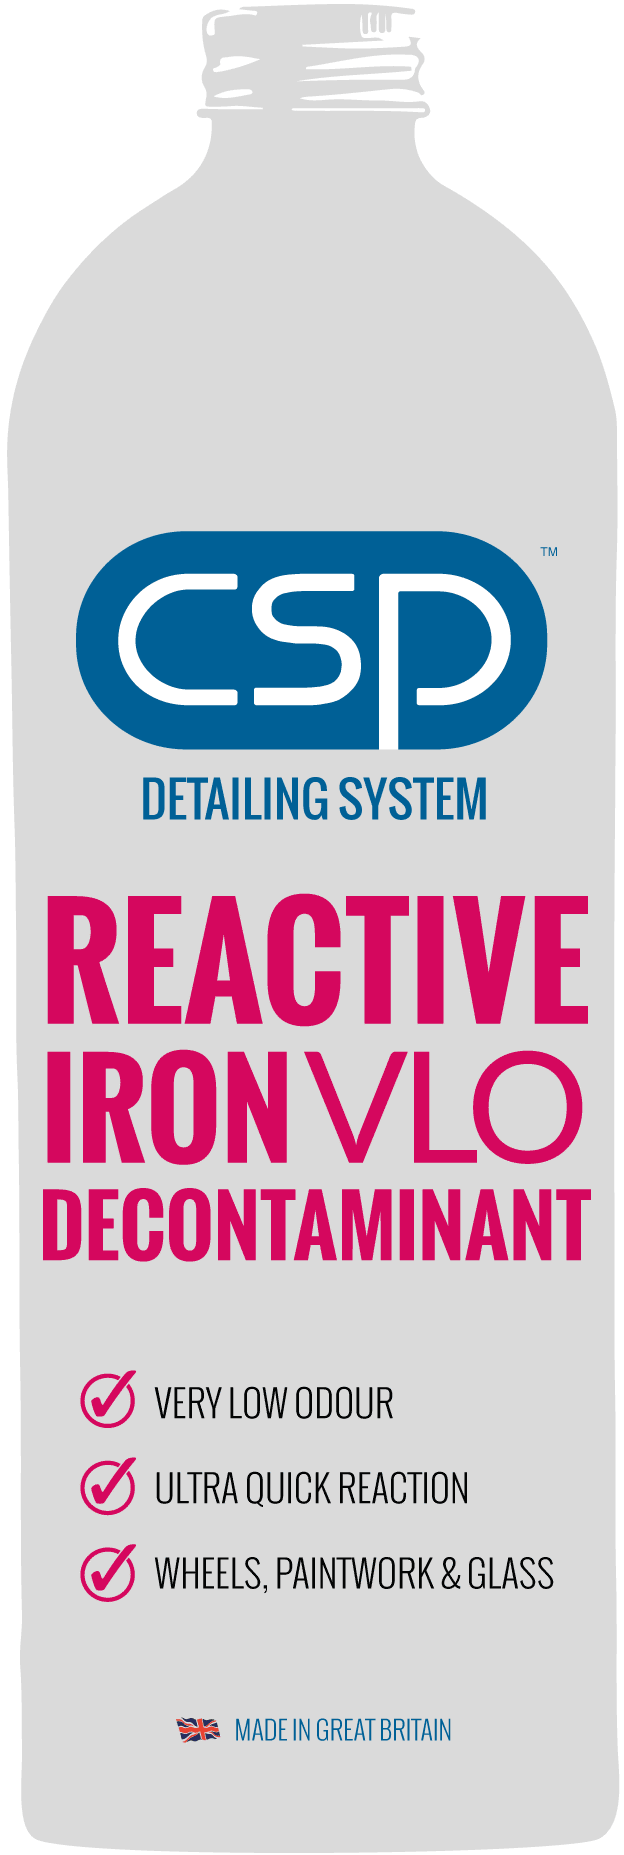 csp ™
DETAILING SYSTEM
REACTIVE
IRON VLO
DECONTAMINANT
VERY LOW ODOUR
ULTRA QUICK REACTION
WHEELS, PAINTWORK & GLASS
MADE IN GREAT BRITAIN